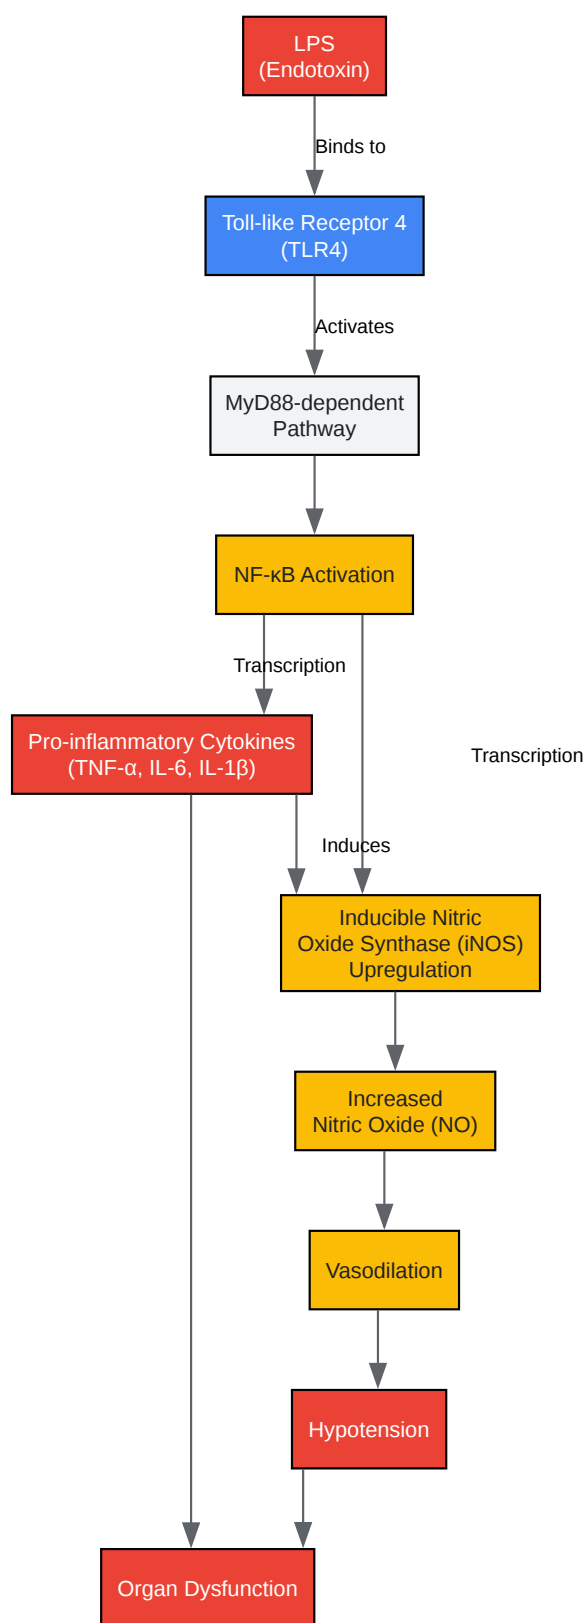 LPS
(Endotoxin)
Binds to
Toll-like Receptor 4
(TLR4)
Activates
MyD88-dependent
Pathway
NF-κB Activation
Transcription
Pro-inflammatory Cytokines
(TNF-α, IL-6, IL-1β)
Transcription
Induces
Inducible Nitric
Oxide Synthase (iNOS)
Upregulation
Increased
Nitric Oxide (NO)
Vasodilation
Hypotension
Organ Dysfunction